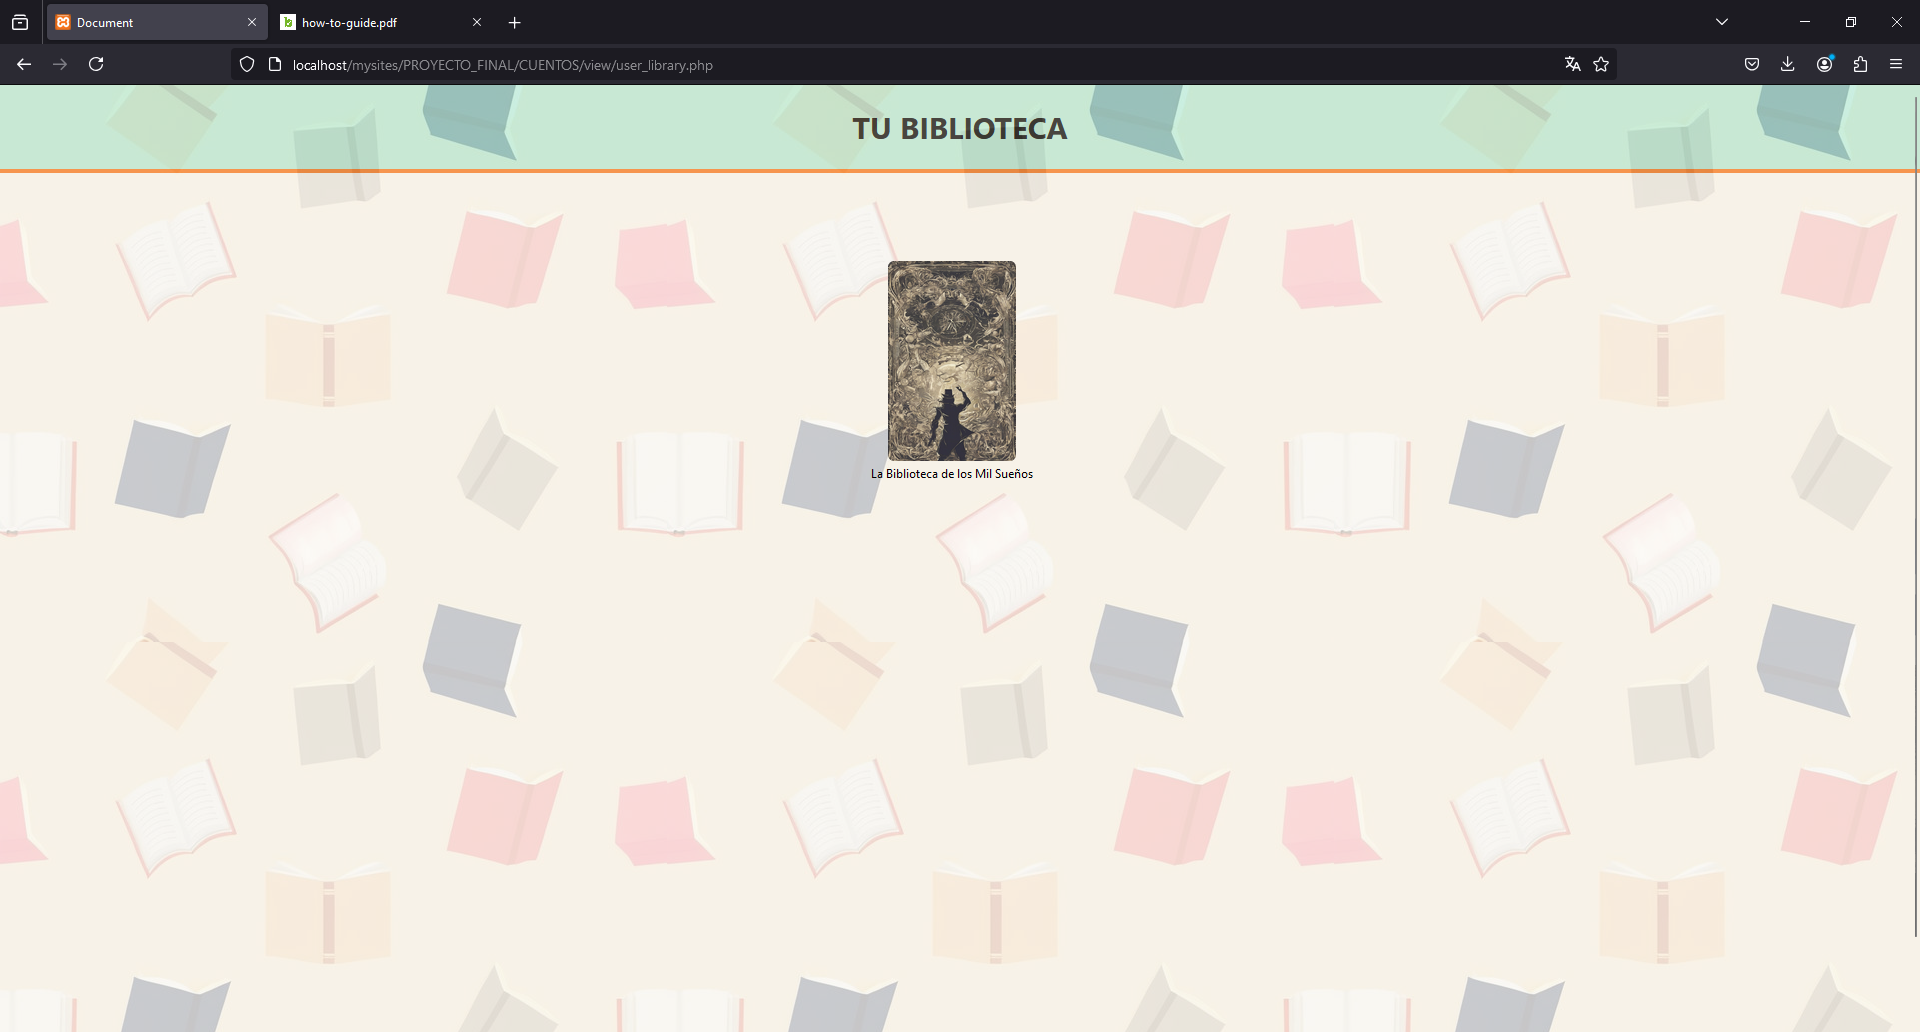 Document
how-to-guide.pdf
localhost/mysites/PROYECTO_FINAL/CUENTOS/view/user_library.php
TU BIBLIOTECA
La Biblioteca de los Mil Sueños